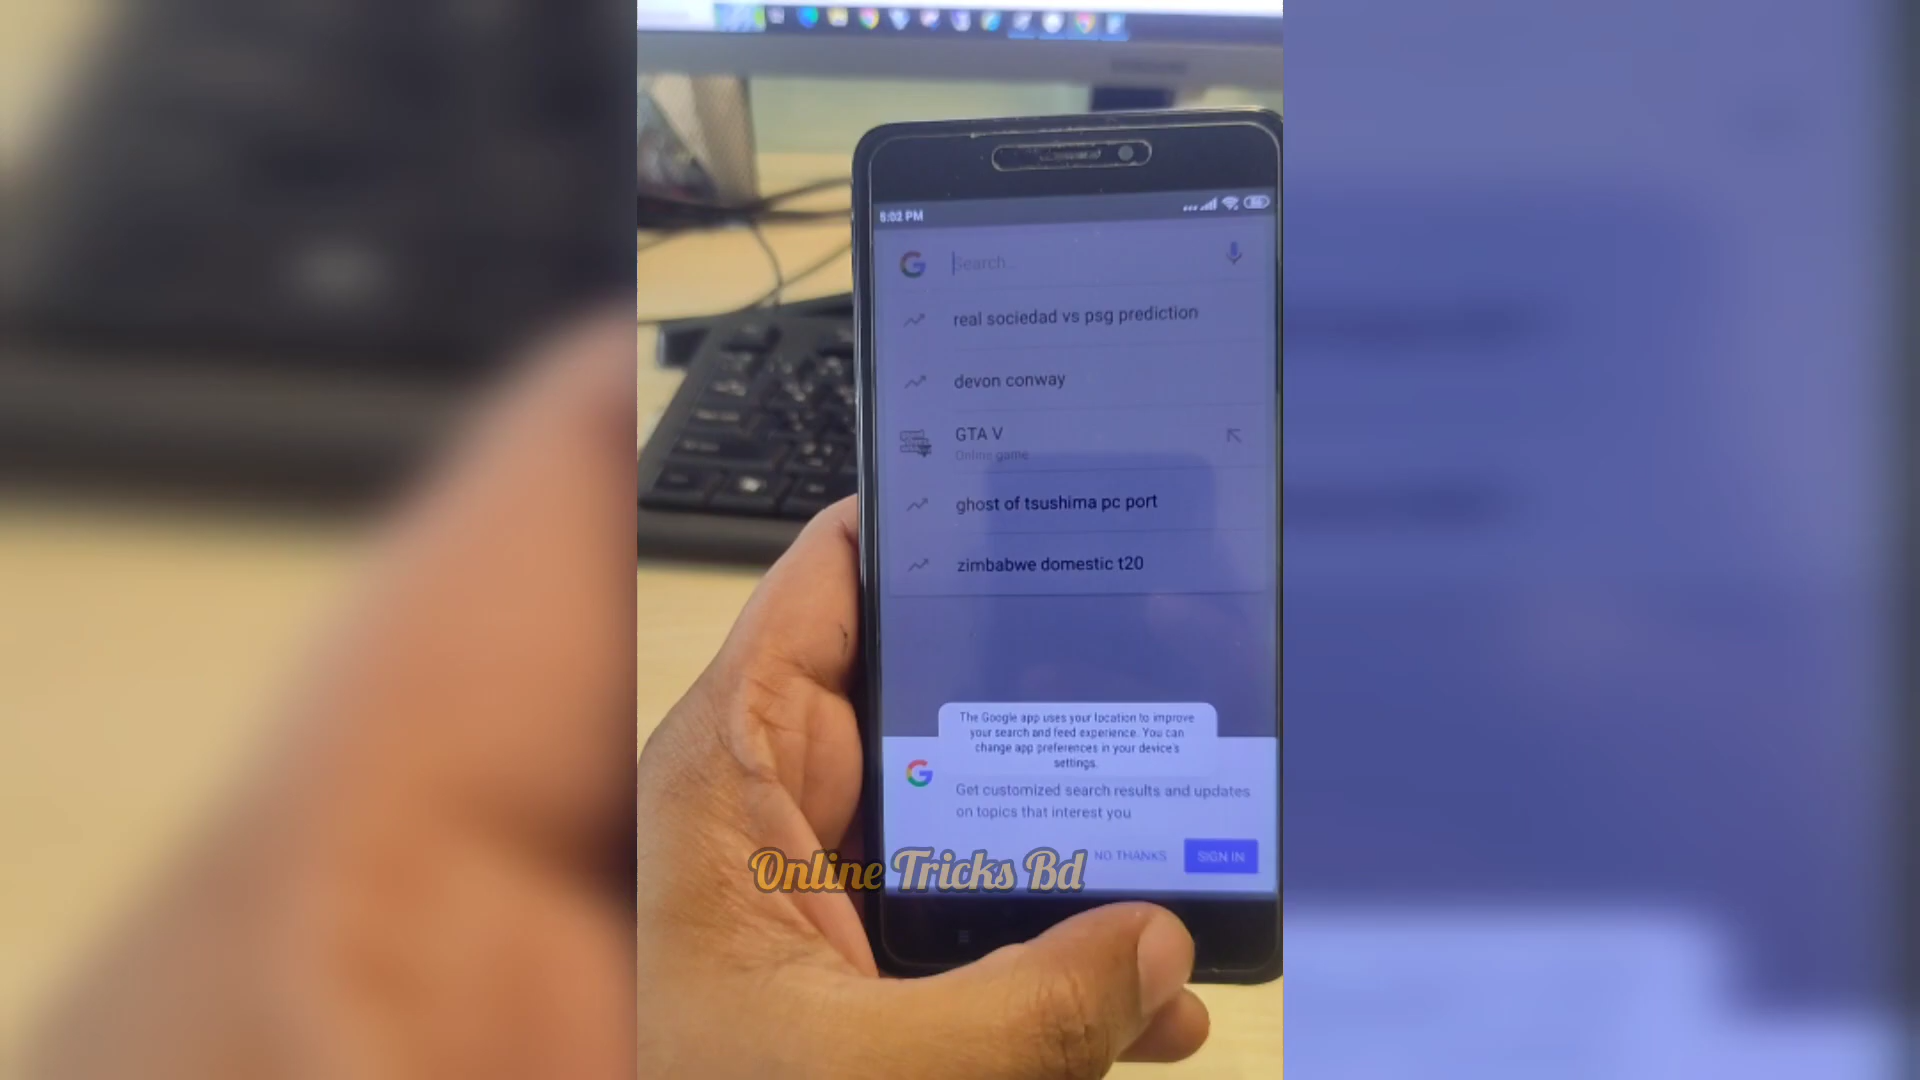 5:02 PM
Search...
real sociedad vs psg prediction
devon conway
GTA V
Online game
ghost of tsushima pc port
zimbabwe domestic t20
The Google app uses your location to improve
your search and feed experience. You can
change app preferences in your device's
settings.
Get customized search results and updates
on topics that interest you
NO THANKS
SIGN IN
Online Tricks Bd